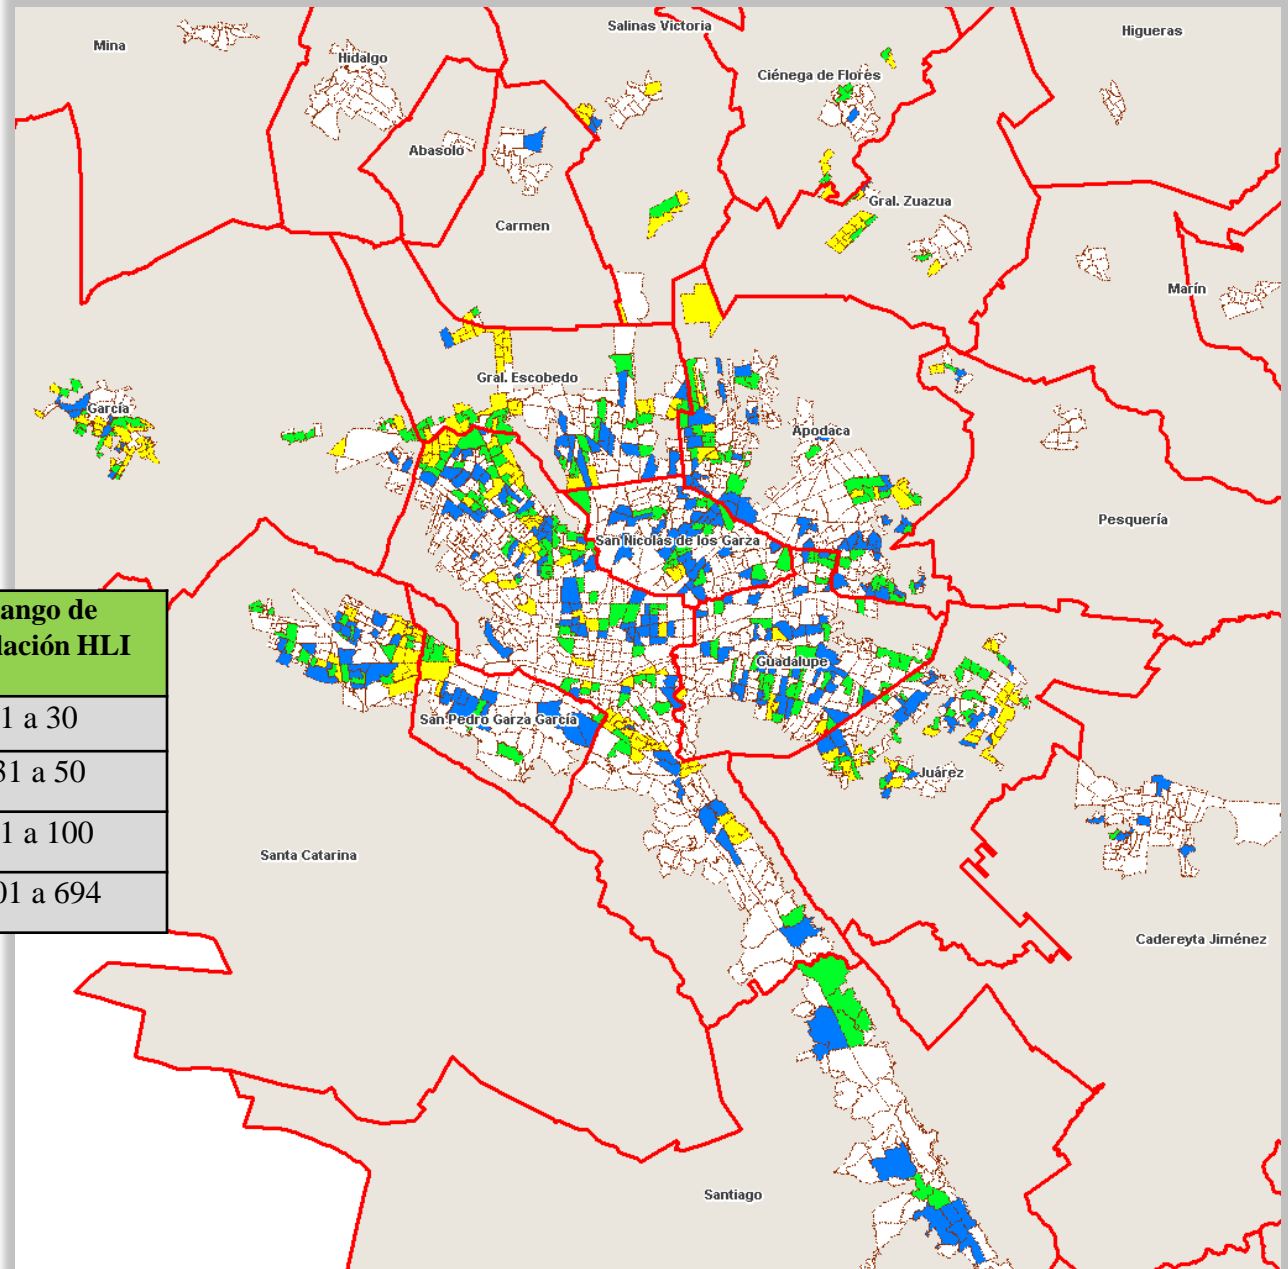 Mina
Salinas Victoria
Higueras
Hidalgo
Ciénega de Flores
Abasolo
Gral. Zuazua
Carmen
Marín
Gral. Escobedo
García
Apodaca
Pesquería
San Nicolás de los Garza
ango de
lación HLI
1 a 30
31 a 50
1 a 100
01 a 694
Guadalupe
San Pedro Garza García
Juárez
Santa Catarina
Cadereyta Jiménez
Santiago